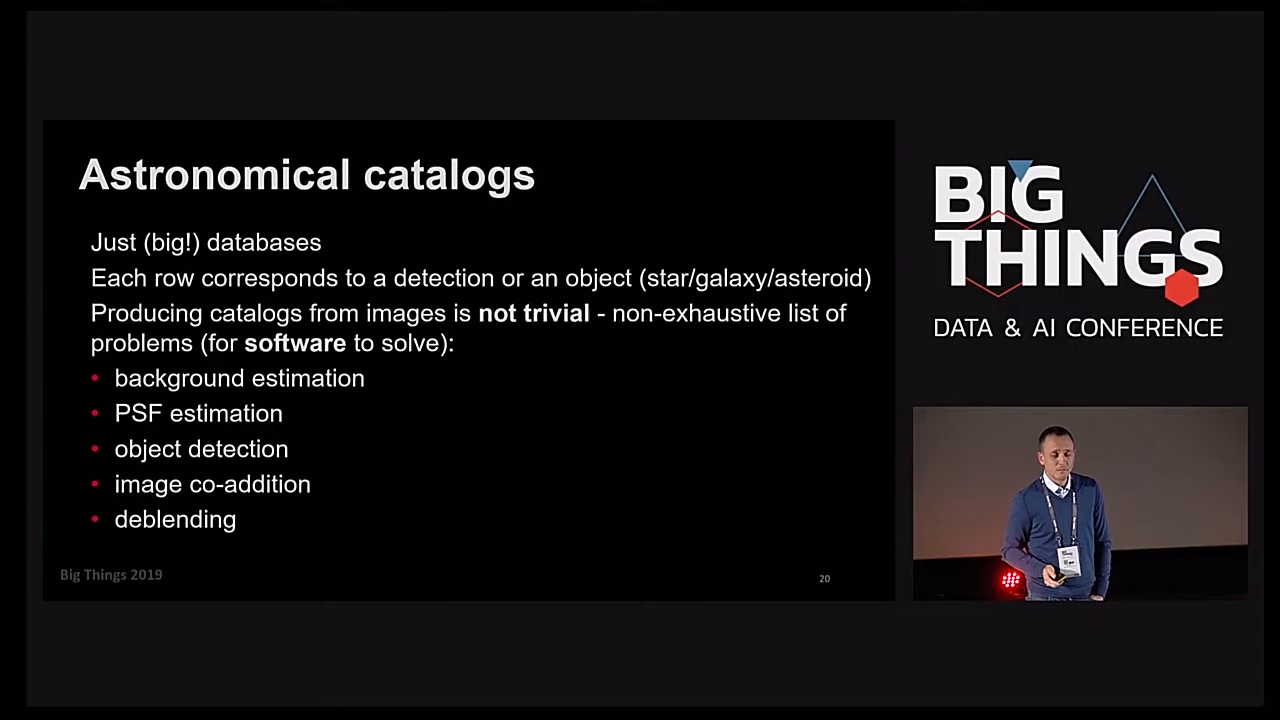 Astronomical catalogs
Just (big!) databases
Each row corresponds to a detection or an object (star/galaxy/asteroid)
Producing catalogs from images is not trivial - non-exhaustive list of
problems (for software to solve):
• background estimation
• PSF estimation
• object detection
• image co-addition
• deblending
Big Things 2019
20
BIG
THINGS
DATA & AI CONFERENCE